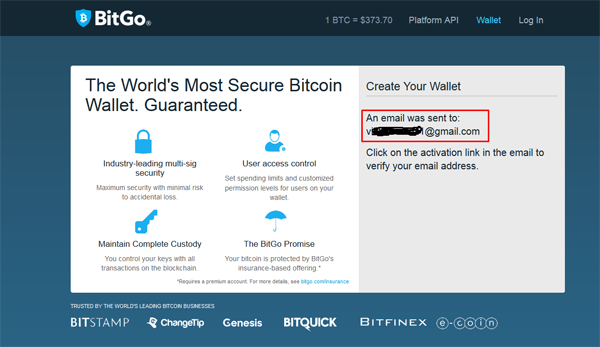 BitGo®
1 BTC = $373.70 Platform API Wallet Log In
The World's Most Secure Bitcoin
Wallet. Guaranteed.
Industry-leading multi-sig
security
Maximum security with minimal risk
to accidental loss.
User access control
Set spending limits and customized
permission levels for users on your
wallet.
Maintain Complete Custody
You control your keys with all
transactions on the blockchain.
The BitGo Promise
Your bitcoin is protected by BitGo's
insurance-based offering.*
*Requires a premium account. For more details, see bitgo.com/insurance
Create Your Wallet
An email was sent to:
1@gmail.com
Click on the activation link in the email to
verify your email address.
TRUSTED BY THE WORLD'S LEADING BITCOIN BUSINESSES
BITSTAMP ChangeTip Genesis BITQUICK BITFINEX e-coin